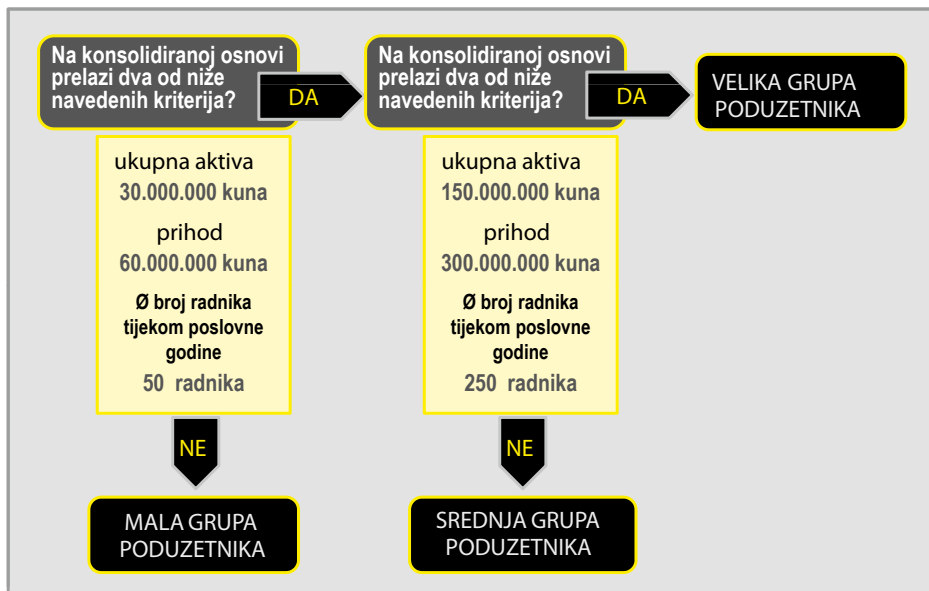 Na konsolidiranoj osnovi
prelazi dva od niže
navedenih kriterija?
DA
ukupna aktiva
30.000.000 kuna
prihod
60.000.000 kuna
Ø broj radnika
tijekom poslovne
godine
50 radnika
NE
MALA GRUPA
PODUZETNIKA
Na konsolidiranoj osnovi
prelazi dva od niže
navedenih kriterija?
DA
ukupna aktiva
150.000.000 kuna
prihod
300.000.000 kuna
Ø broj radnika
tijekom poslovne
godine
250 radnika
NE
SREDNJA GRUPA
PODUZETNIKA
VELIKA GRUPA
PODUZETNIKA